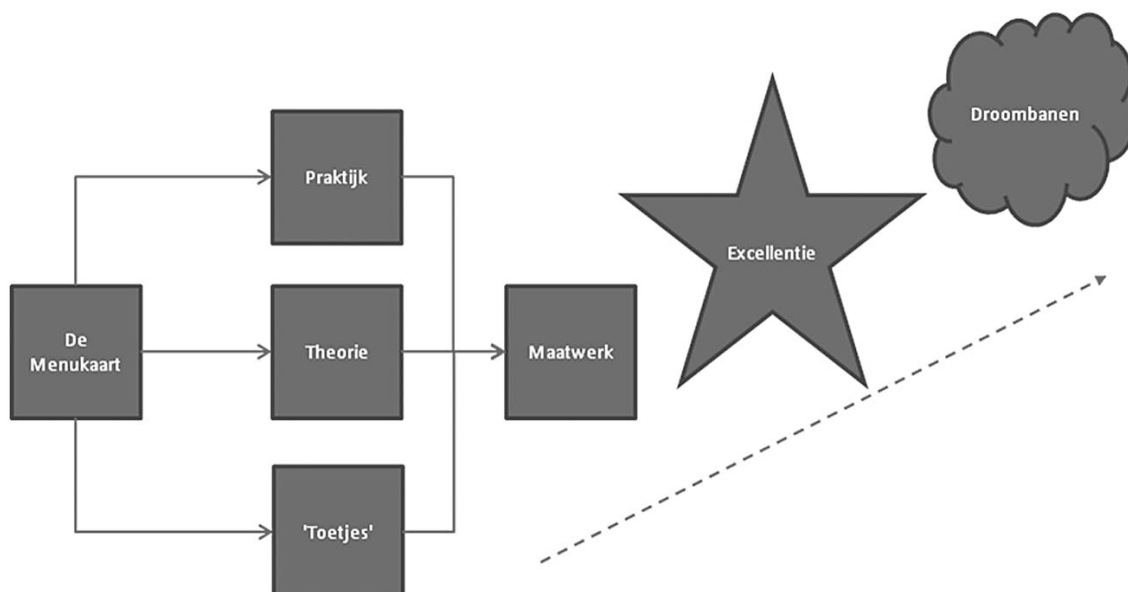 Droombanen
Praktijk
Excellentie
De
Menukaart
Theorie
Maatwerk
'Toetjes'